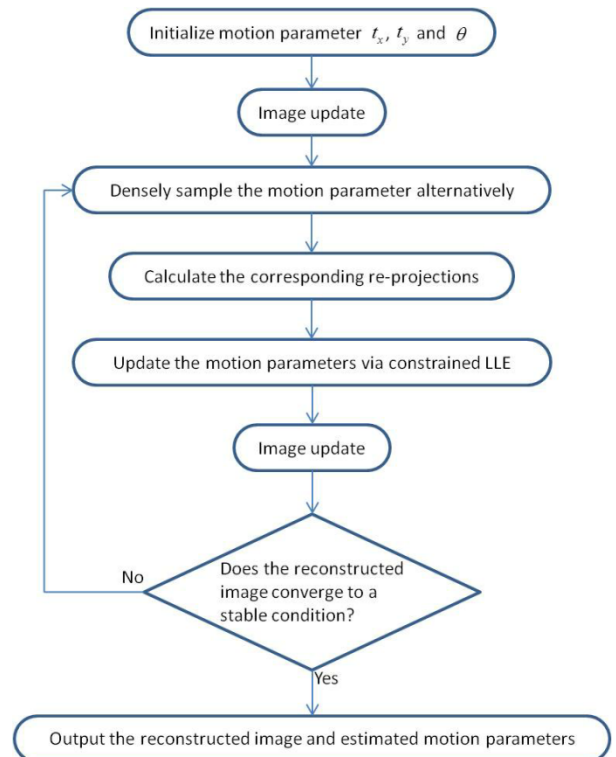 Initialize motion parameter t_x, t_y and θ
Image update
Densely sample the motion parameter alternatively
Calculate the corresponding re-projections
Update the motion parameters via constrained LLE
Image update
Does the reconstructed
image converge to a
stable condition?
No
Yes
Output the reconstructed image and estimated motion parameters